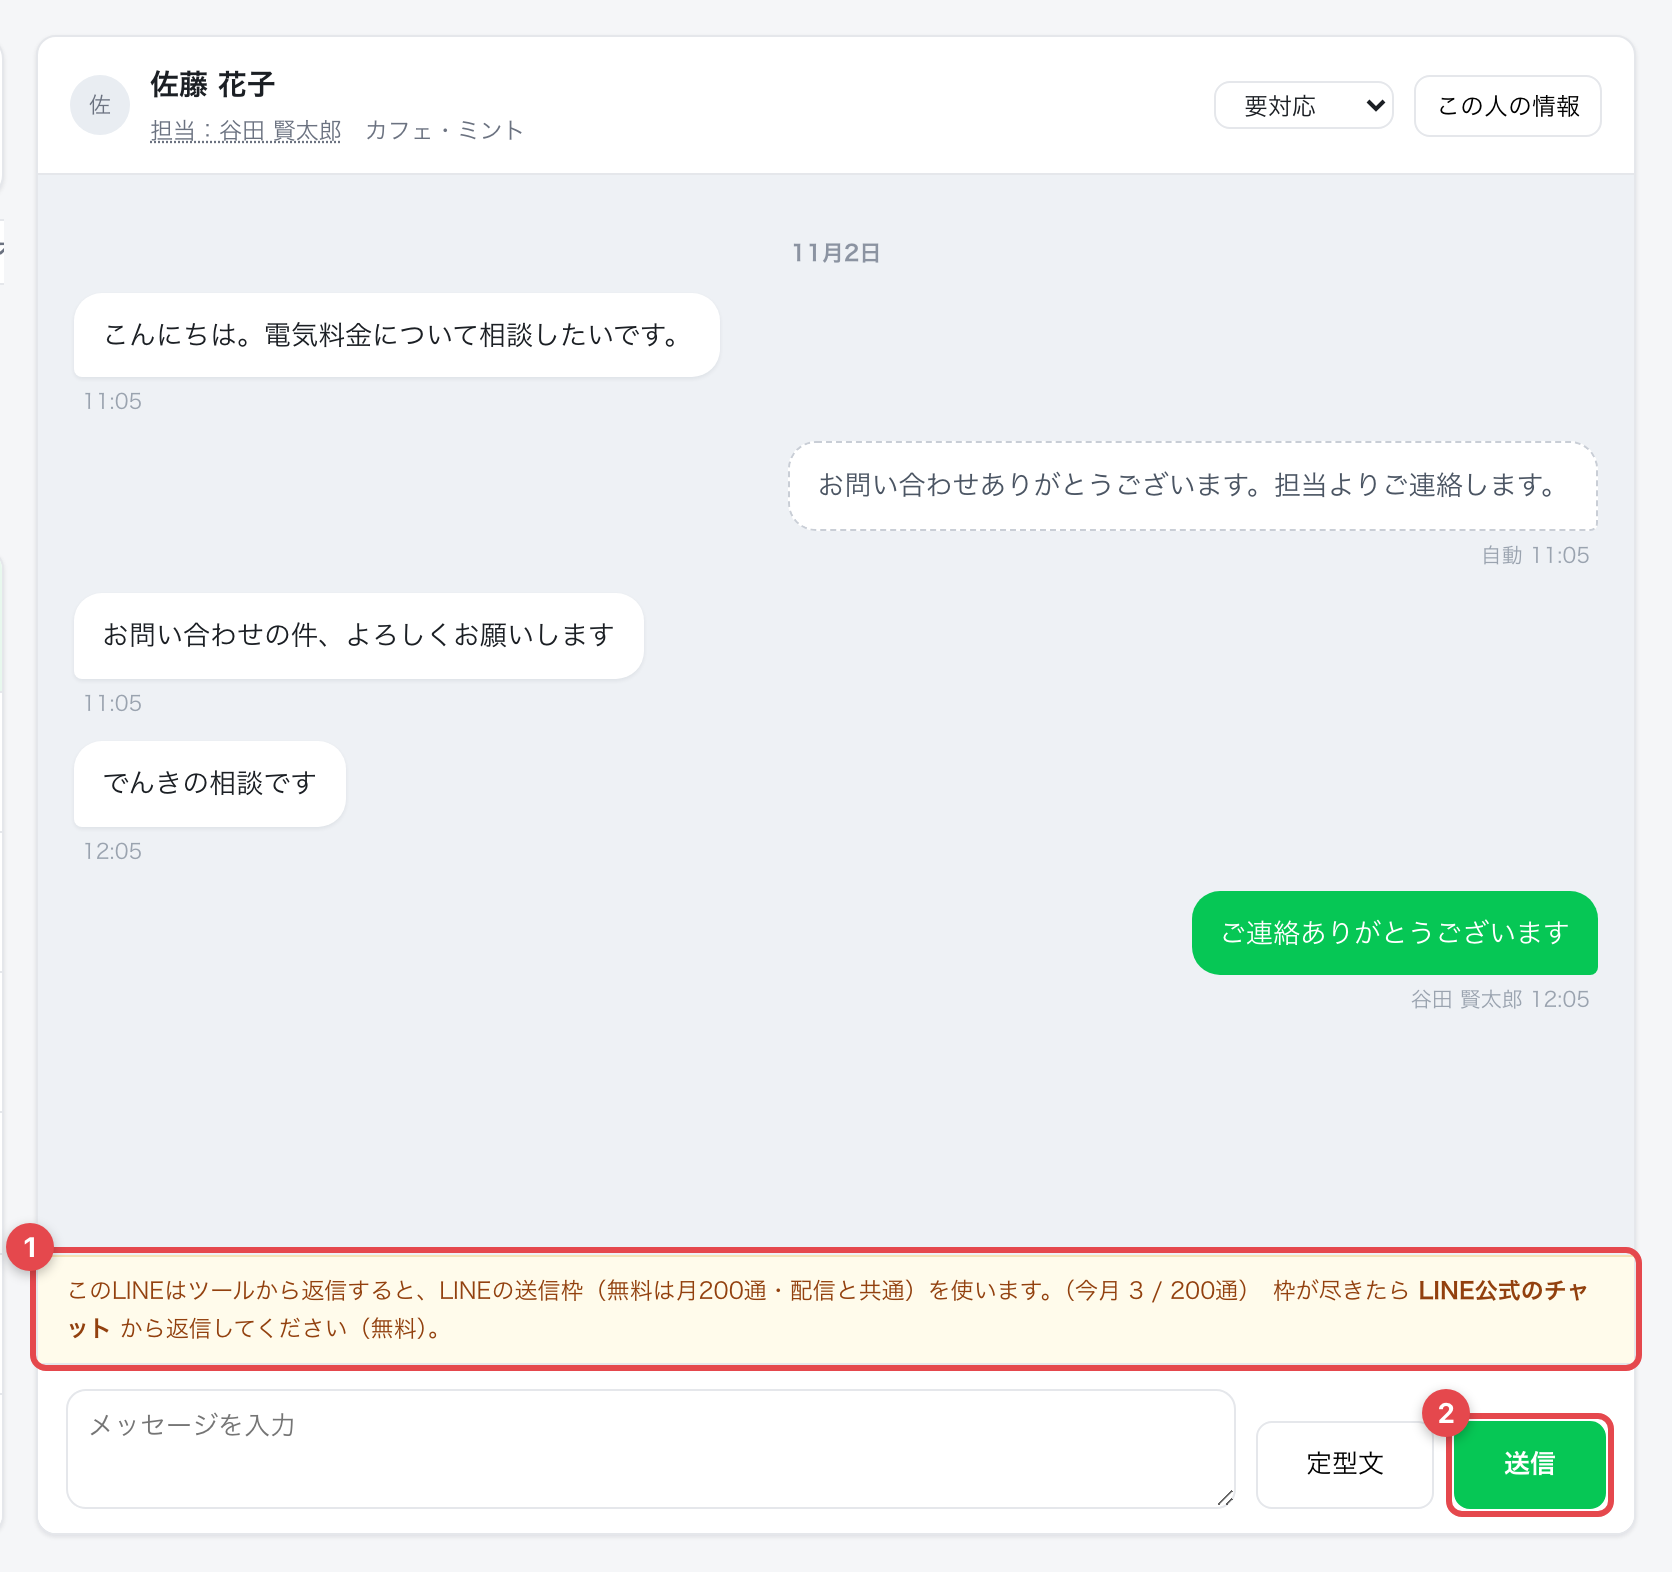 佐
佐藤 花子
担当：谷田 賢太郎 カフェ・ミント
要対応
この人の情報
11月2日
こんにちは。電気料金について相談したいです。
11:05
お問い合わせありがとうございます。担当よりご連絡します。
自動 11:05
お問い合わせの件、よろしくお願いします
11:05
でんきの相談です
12:05
ご連絡ありがとうございます
谷田 賢太郎 12:05
1
このLINEはツールから返信すると、LINEの送信枠（無料は月200通・配信と共通）を使います。（今月 3 / 200通） 枠が尽きたら LINE公式のチャ
ット から返信してください（無料）。
メッセージを入力
定型文
2
送信